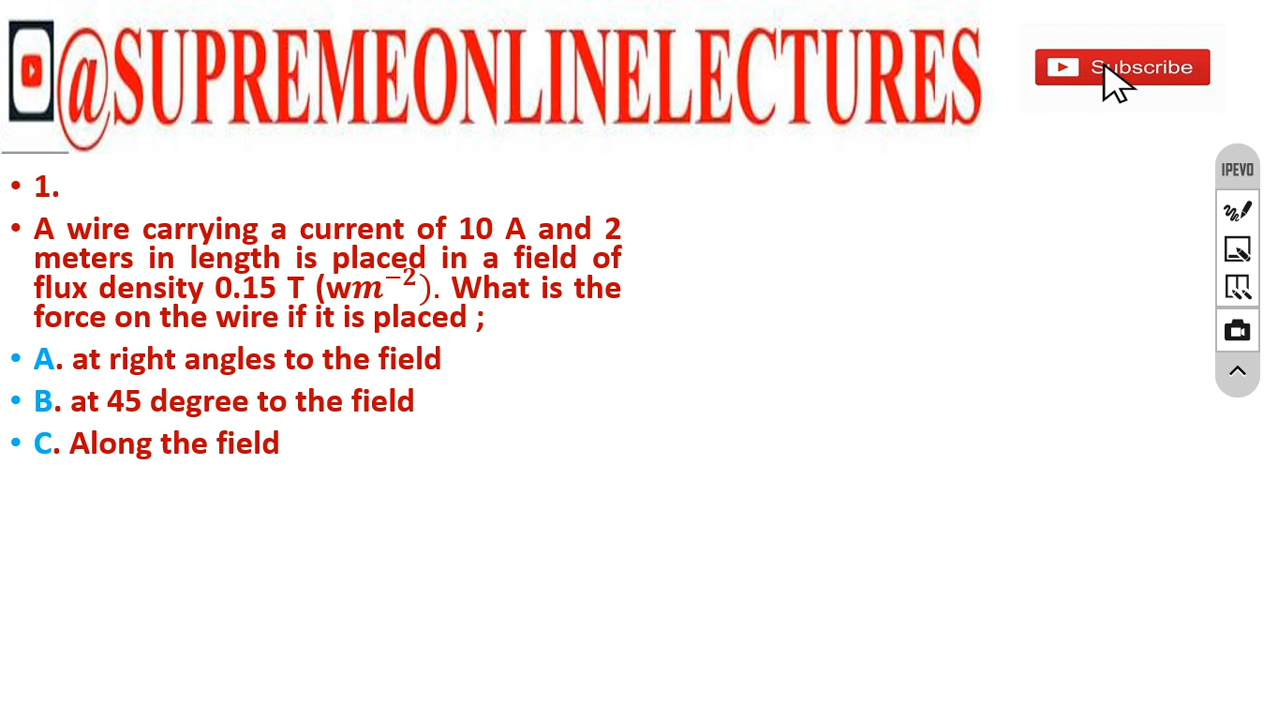 @SUPREMEONLINELECTURES
Subscribe
IPEVO
• 1.
• A wire carrying a current of 10 A and 2
meters in length is placed in a field of
flux density 0.15 T (wm⁻²). What is the
force on the wire if it is placed ;
• A. at right angles to the field
• B. at 45 degree to the field
• C. Along the field